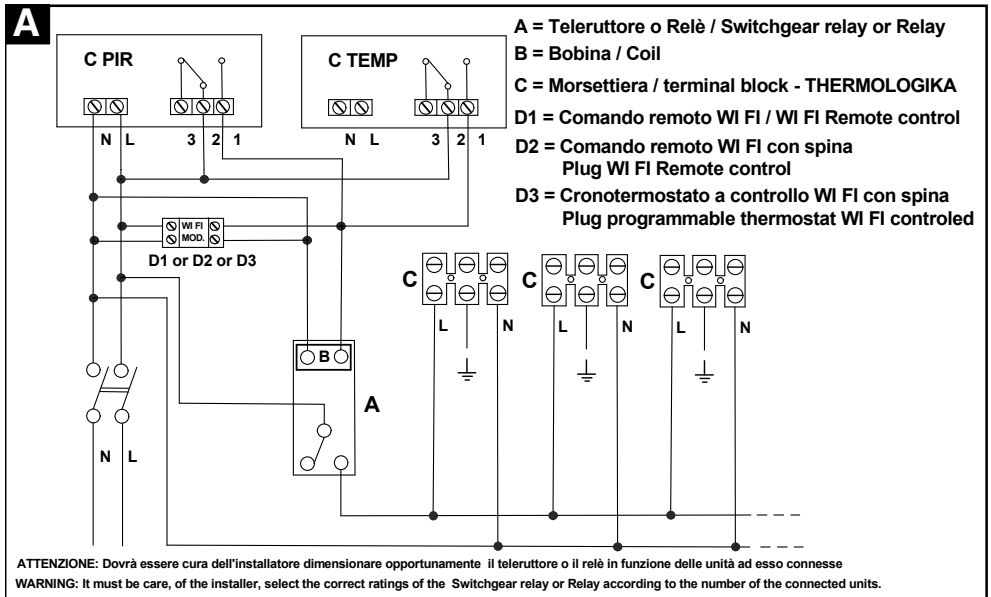 A
C PIR
C TEMP
N L 3 2 1
N L 3 2 1
A = Teleruttore o Relè / Switchgear relay or Relay
B = Bobina / Coil
C = Morsettiera / terminal block - THERMOLOGIKA
D1 = Comando remoto WI FI / WI FI Remote control
D2 = Comando remoto WI FI con spina
Plug WI FI Remote control
D3 = Cronotermostato a controllo WI FI con spina
Plug programmable thermostat WI FI controled
WI FI
MOD.
D1 or D2 or D3
C
C
C
L N
L N
L N
B
A
N L
ATTENZIONE: Dovrà essere cura dell'installatore dimensionare opportunamente il teleruttore o il relè in funzione delle unità ad esso connesse
WARNING: It must be care, of the installer, select the correct ratings of the Switchgear relay or Relay according to the number of the connected units.